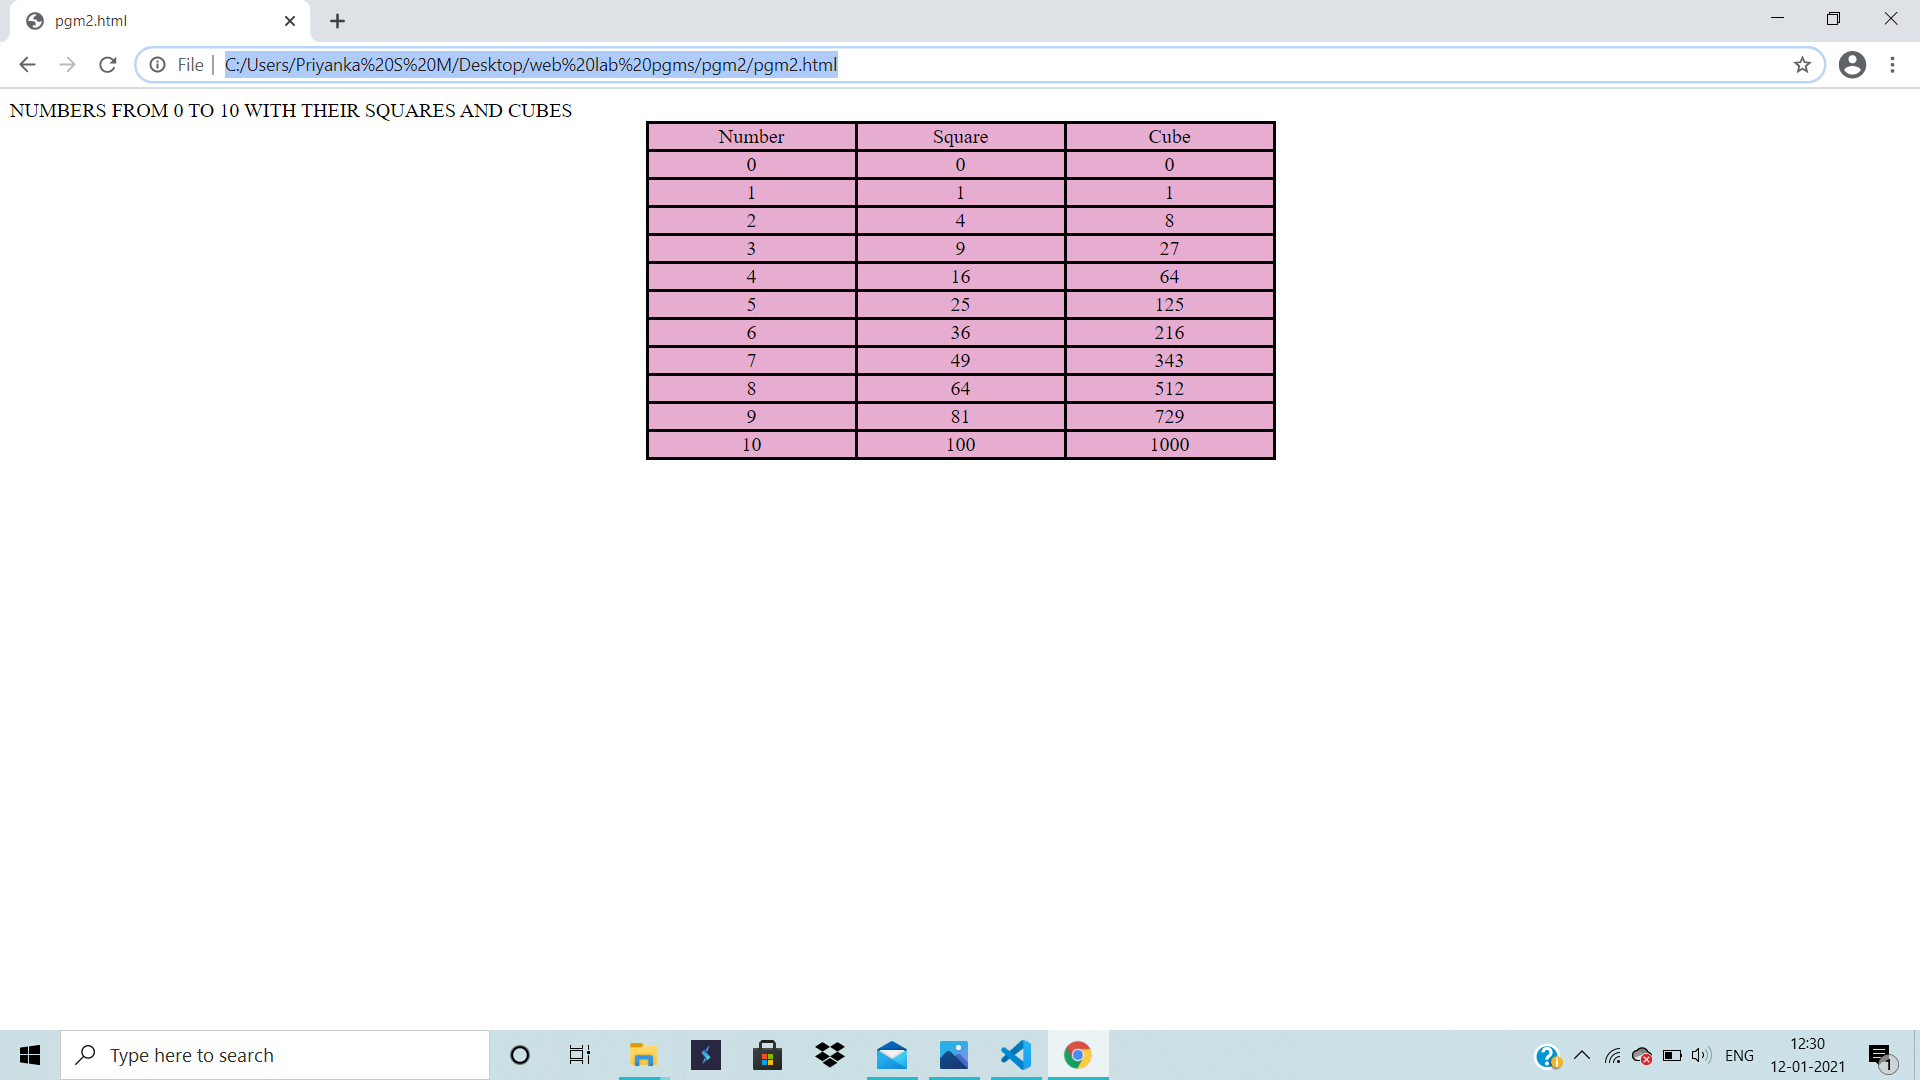 pgm2.html
File | C:/Users/Priyanka%20S%20M/Desktop/web%20lab%20pgms/pgm2/pgm2.html
NUMBERS FROM 0 TO 10 WITH THEIR SQUARES AND CUBES
Number Square Cube
0 0 0
1 1 1
2 4 8
3 9 27
4 16 64
5 25 125
6 36 216
7 49 343
8 64 512
9 81 729
10 100 1000
Type here to search
ENG
12:30
12-01-2021
1